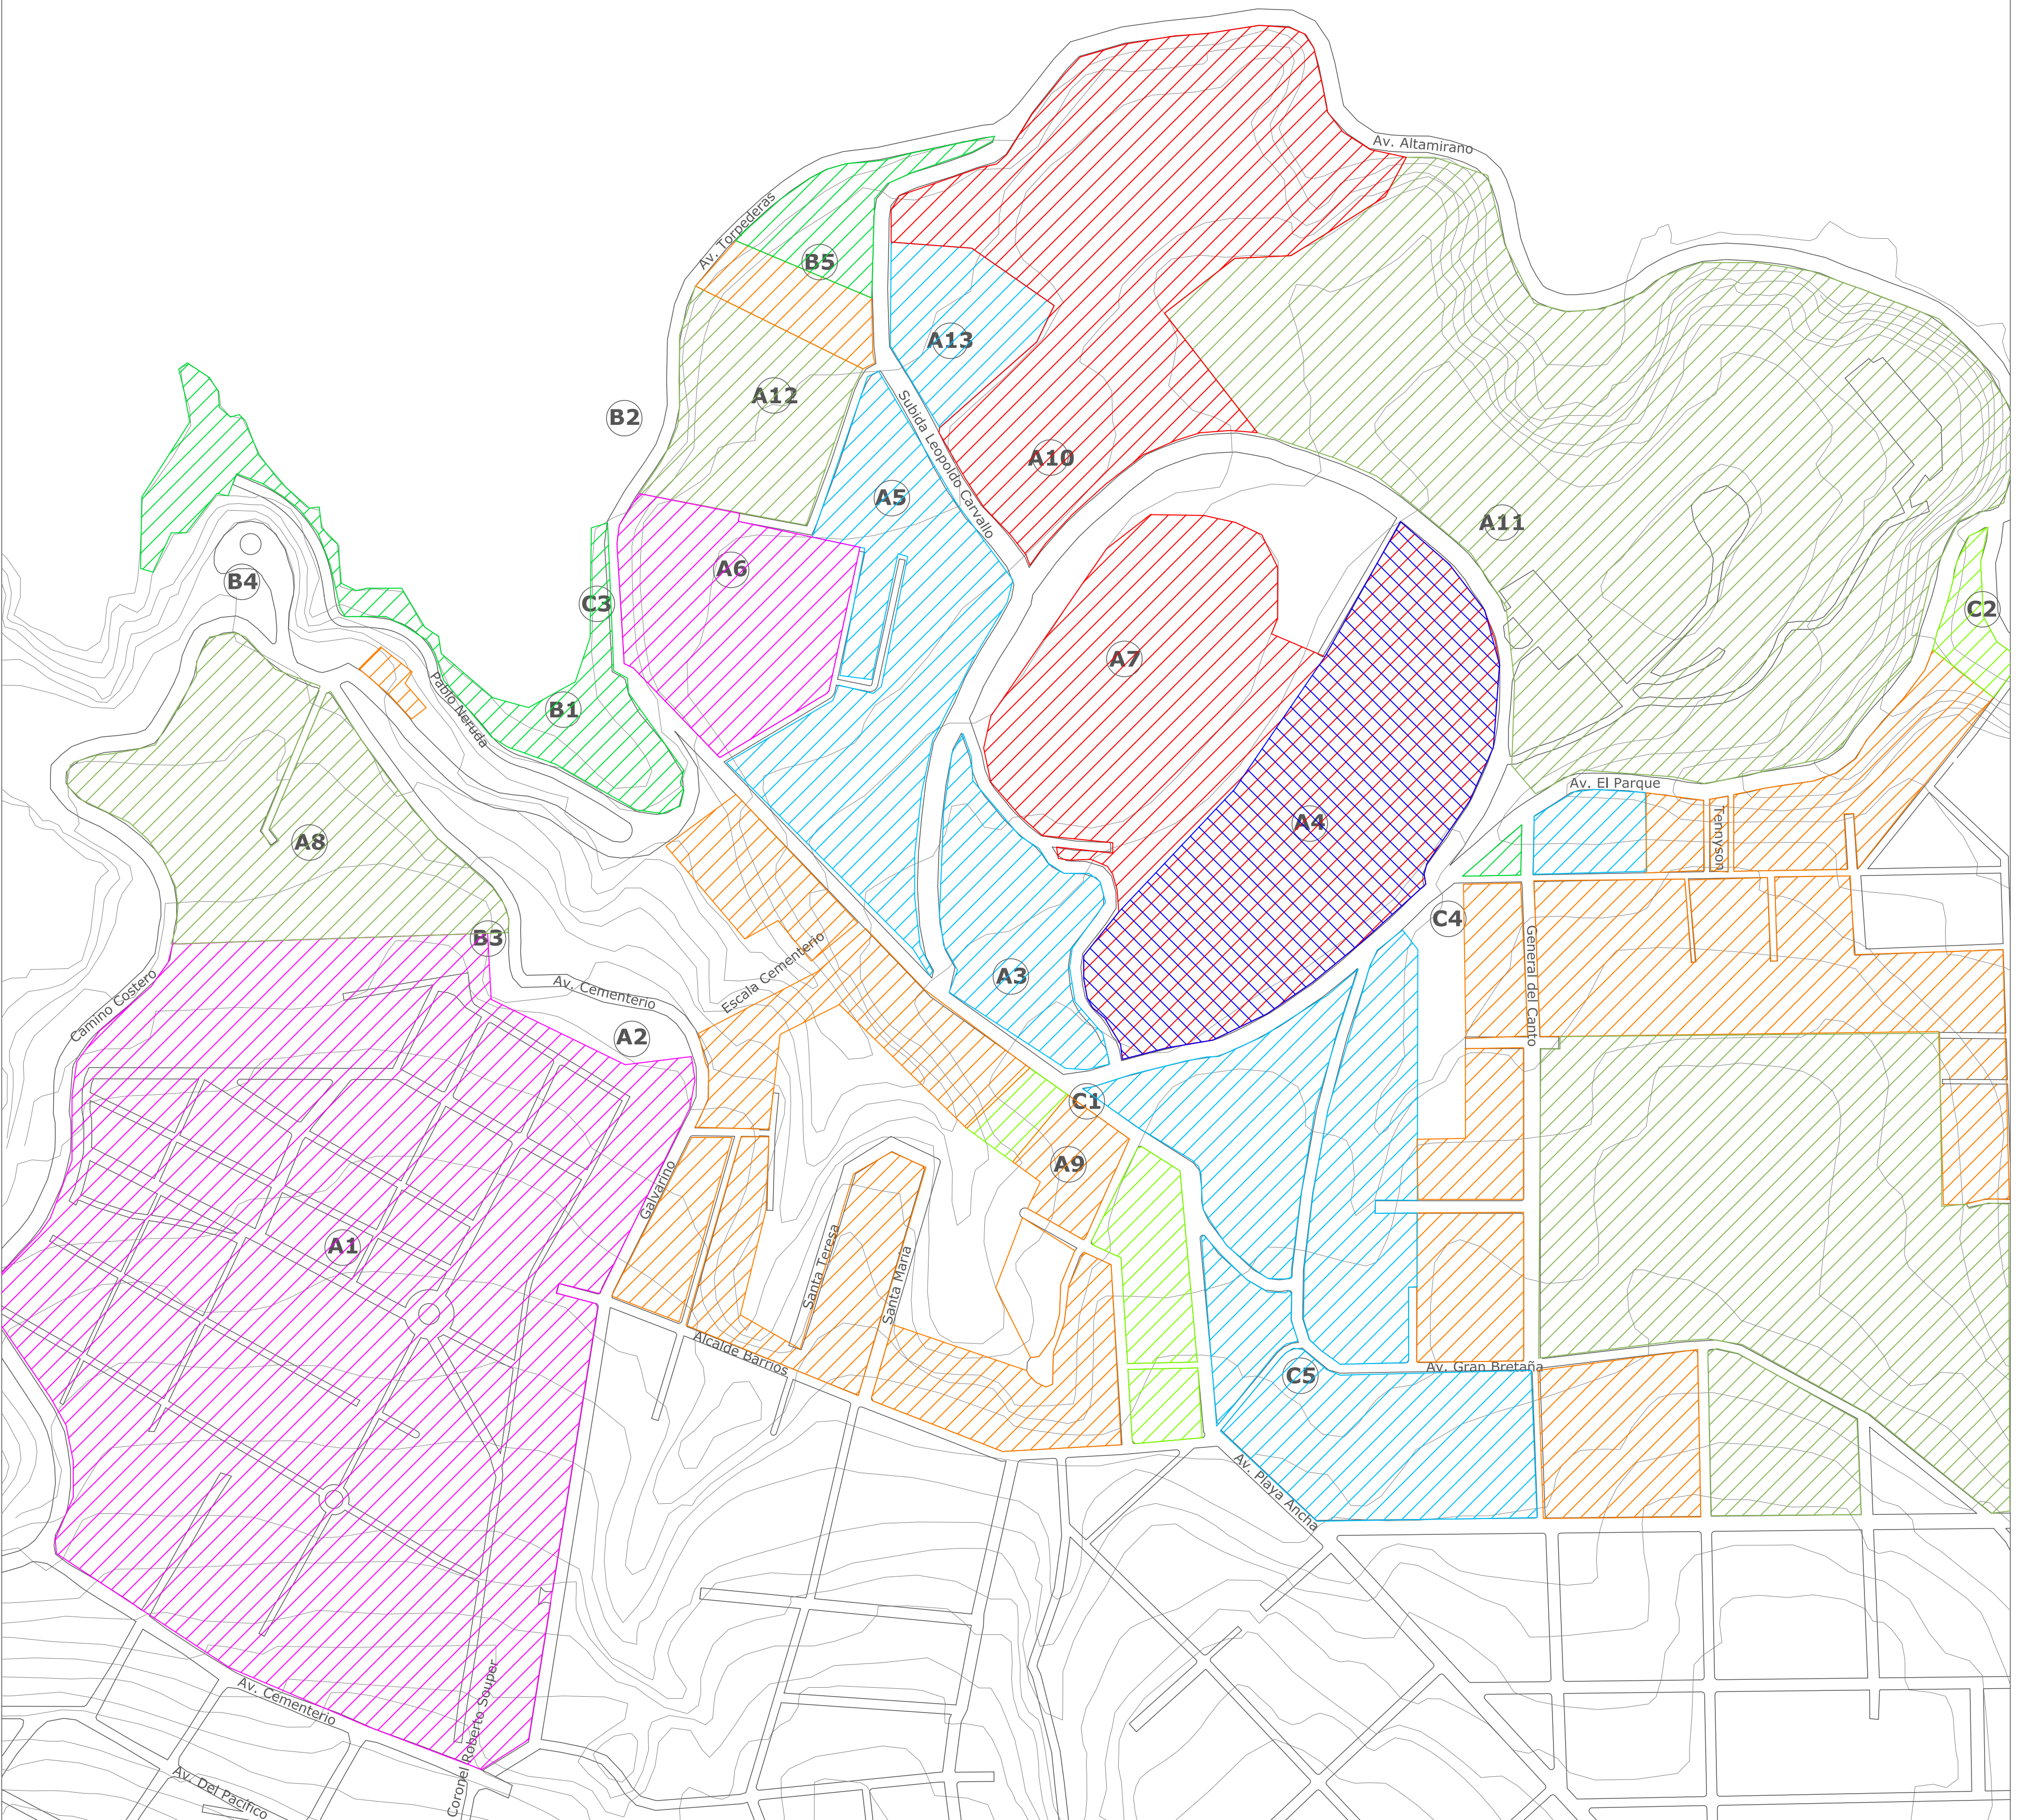 Av. Altamirano
Av. Torpederas
B5
A13
A12
B2
Subida Leopoldo Carvallo
A10
A5
A11
A6
B4
C3
C2
A7
Pablo Neruda
B1
Av. El Parque
A4
Tennyson
A8
C4
B3
Escala Cementerio
General del Canto
A3
Av. Cementerio
Camino Costero
A2
C1
A9
Galvarino
A1
Santa Teresa
Santa María
Alcalde Barrios
Av. Gran Bretaña
C5
Av. Playa Ancha
Av. Cementerio
Coronel Roberto Souper
Av. Del Pacífico